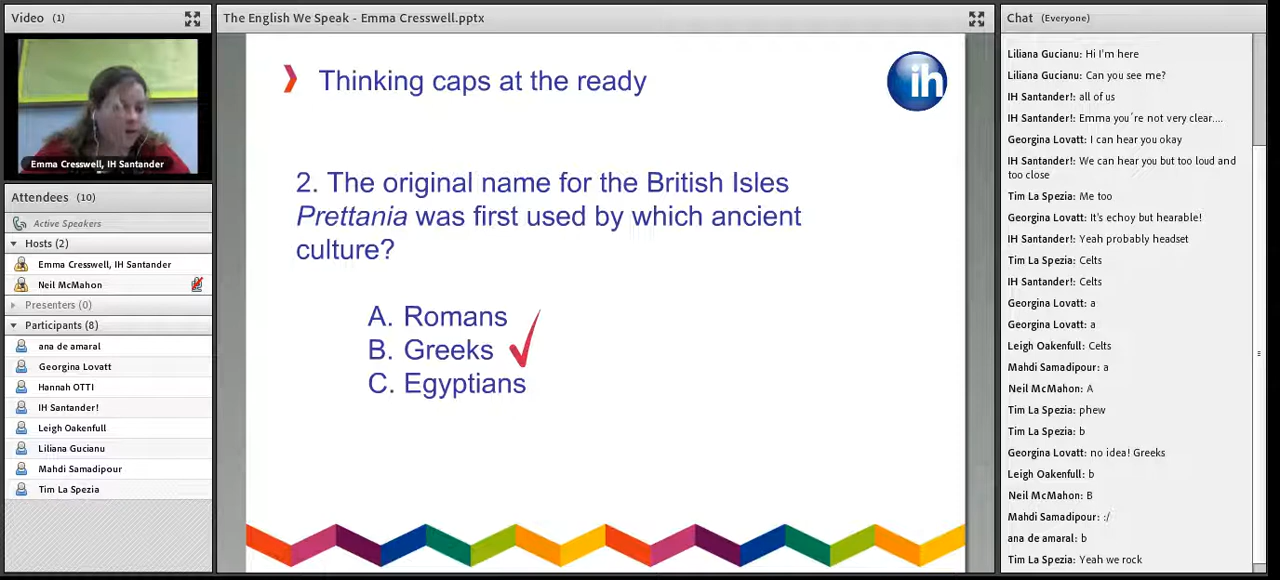 Video (1)
Emma Cresswell, IH Santander
Attendees (10)
Active Speakers
Hosts (2)
Emma Cresswell, IH Santander
Neil McMahon
Presenters (0)
Participants (8)
ana de amaral
Georgina Lovatt
Hannah OTTI
IH Santander!
Leigh Oakenfull
Liliana Gucianu
Mahdi Samadipour
Tim La Spezia
The English We Speak - Emma Cresswell.pptx
Thinking caps at the ready
ih
2. The original name for the British Isles
Prettania was first used by which ancient
culture?
A. Romans
B. Greeks
C. Egyptians
Chat (Everyone)
Liliana Gucianu: Hi I'm here
Liliana Gucianu: Can you see me?
IH Santander!: all of us
IH Santander!: Emma you´re not very clear....
Georgina Lovatt: I can hear you okay
IH Santander!: We can hear you but too loud and
too close
Tim La Spezia: Me too
Georgina Lovatt: It's echoy but hearable!
IH Santander!: Yeah probably headset
Tim La Spezia: Celts
IH Santander!: Celts
Georgina Lovatt: a
Georgina Lovatt: a
Leigh Oakenfull: Celts
Mahdi Samadipour: a
Neil McMahon: A
Tim La Spezia: phew
Tim La Spezia: b
Georgina Lovatt: no idea! Greeks
Leigh Oakenfull: b
Neil McMahon: B
Mahdi Samadipour: :/
ana de amaral: b
Tim La Spezia: Yeah we rock